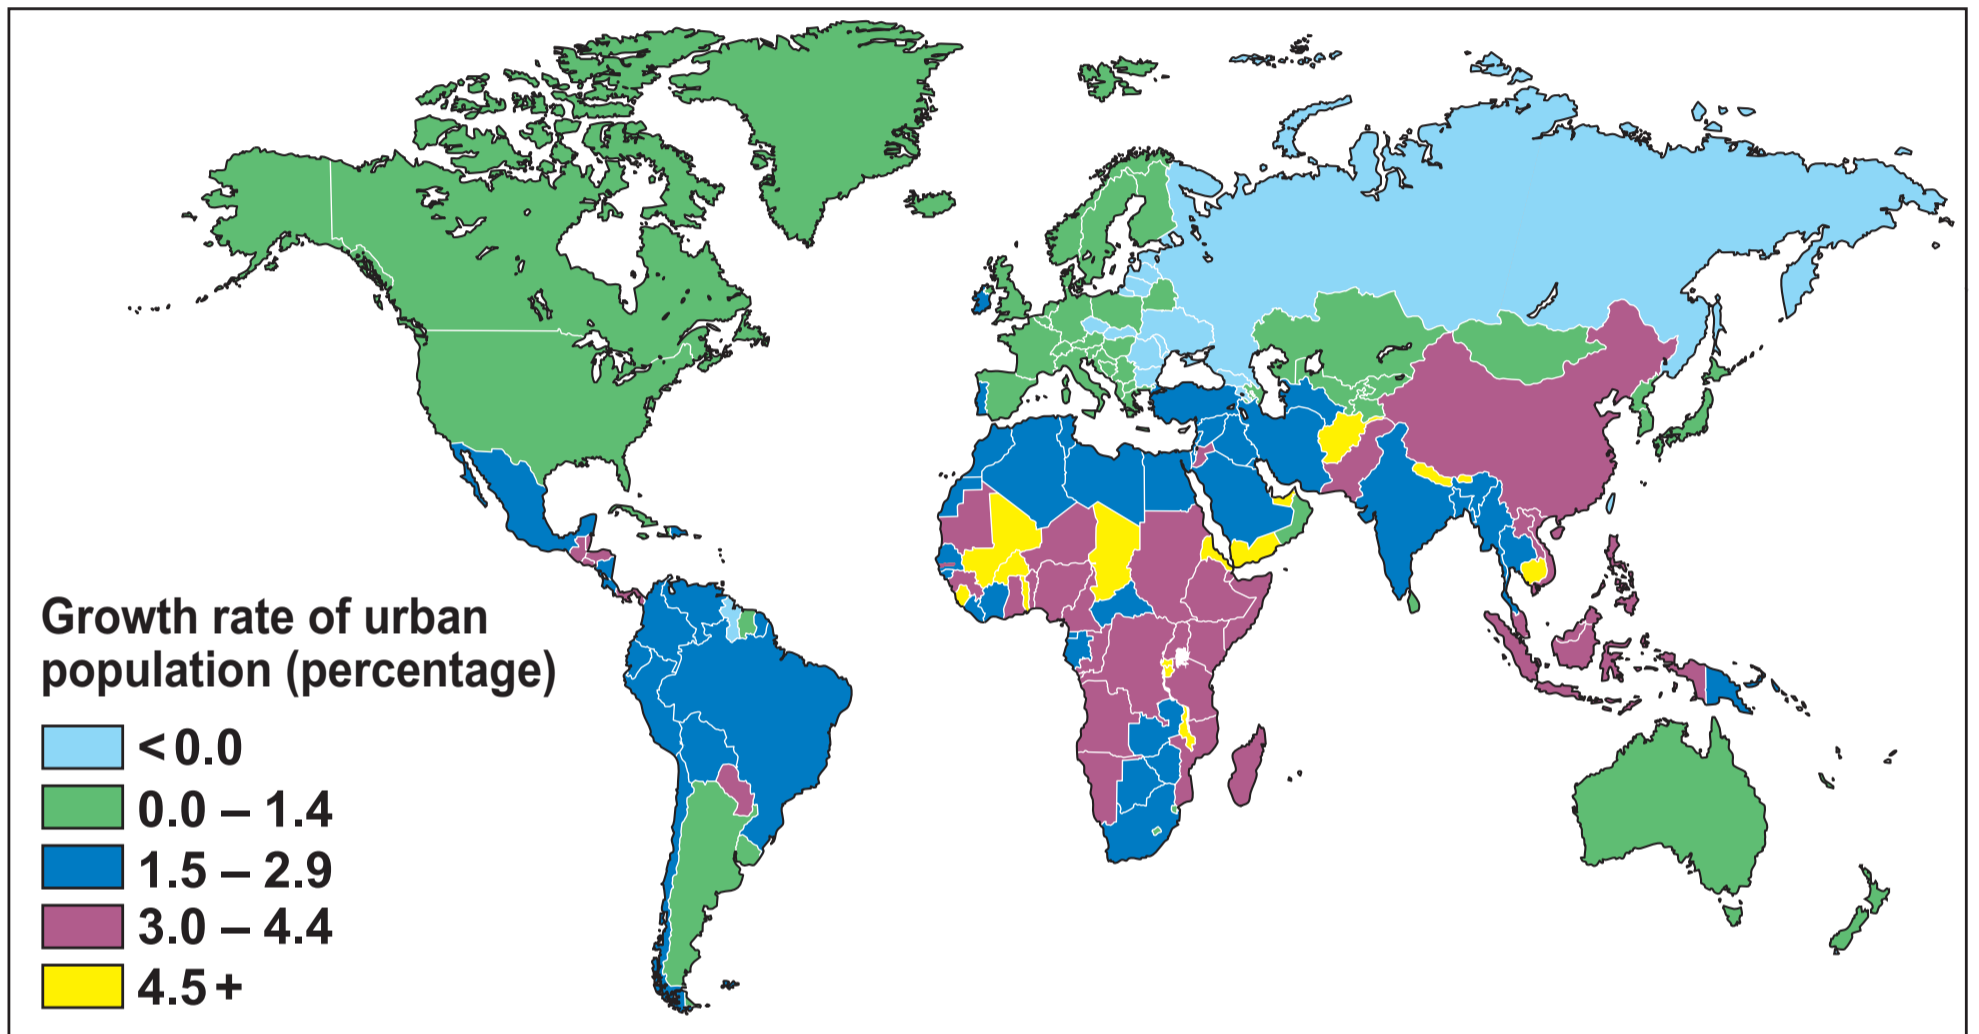 Growth rate of urban
population (percentage)
< 0.0
0.0 – 1.4
1.5 – 2.9
3.0 – 4.4
4.5 +